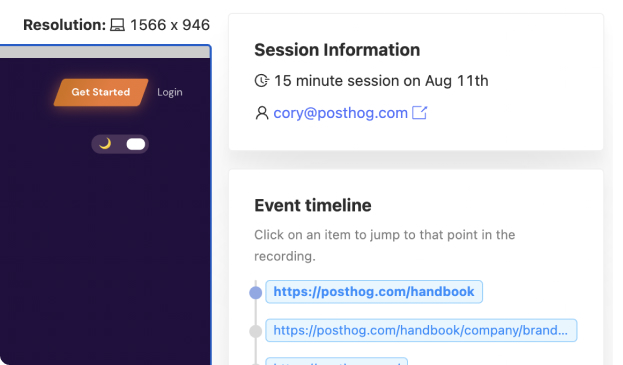 Resolution: 1566 x 946
Get Started
Login
Session Information
15 minute session on Aug 11th
cory@posthog.com
Event timeline
Click on an item to jump to that point in the
recording.
https://posthog.com/handbook
https://posthog.com/handbook/company/brand...